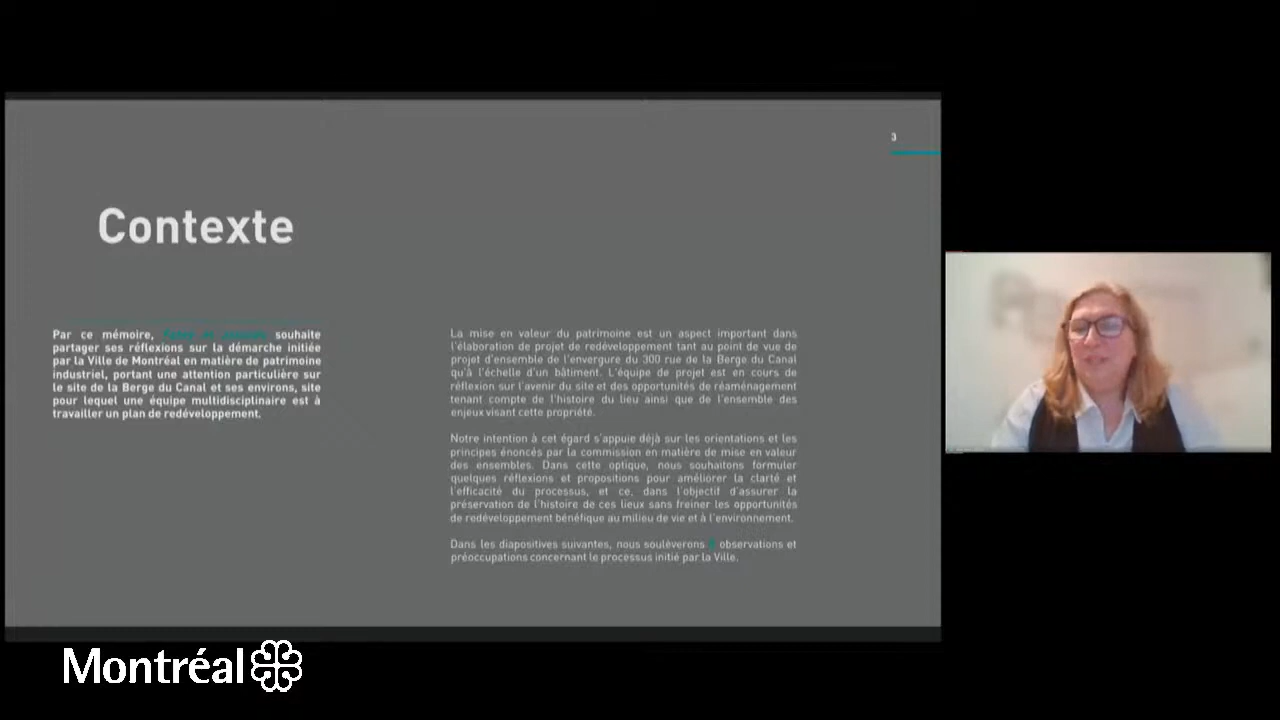 3
Contexte
Par ce mémoire, souhaite
partager ses réflexions sur la démarche initiée
par la Ville de Montréal en matière de patrimoine
industriel, portant une attention particulière sur
le site de la Berge du Canal et ses environs, site
pour lequel une équipe multidisciplinaire est à
travailler un plan de redéveloppement.
La mise en valeur du patrimoine est un aspect important dans
l'élaboration de projet de redéveloppement tant au point de vue de
projet d'ensemble de l'envergure du 300 rue de la Berge du Canal
qu'à l'échelle d'un bâtiment. L'équipe de projet est en cours de
réflexion sur l'avenir du site et des opportunités de réaménagement
tenant compte de l'histoire du lieu ainsi que de l'ensemble des
enjeux visant cette propriété.
Notre intention à cet égard s'appuie déjà sur les orientations et les
principes énoncés par la commission en matière de mise en valeur
des ensembles. Dans cette optique, nous souhaitons formuler
quelques réflexions et propositions pour améliorer la clarté et
l'efficacité du processus, et ce, dans l'objectif d'assurer la
préservation de l'histoire de ces lieux sans freiner les opportunités
de redéveloppement bénéfique au milieu de vie et à l'environnement.
Dans les diapositives suivantes, nous soulèverons observations et
préoccupations concernant le processus initié par la Ville.
Montréal